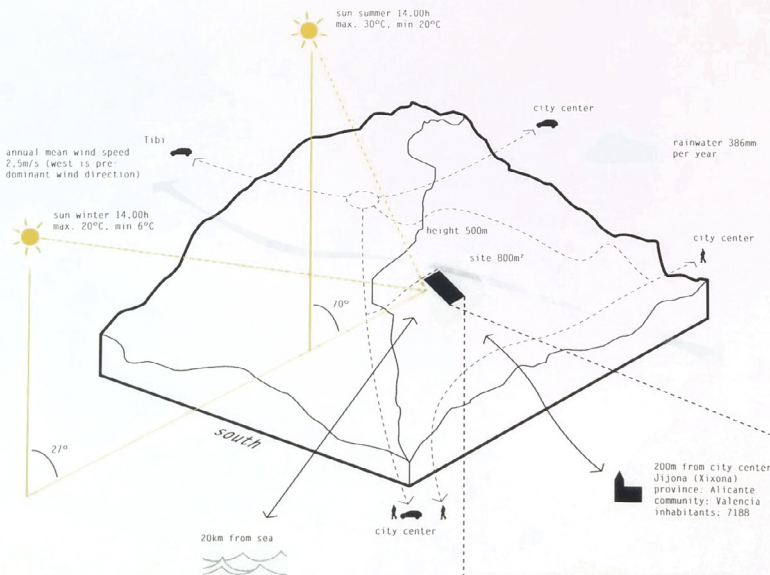 sun summer 14.00h
max. 30°C, min 20°C
city center
Tibi
annual mean wind speed
2,5m/s (west is pre-
dominant wind direction)
rainwater 386mm
per year
sun winter 14.00h
max. 20°C, min 6°C
height 500m
city center
site 800m²
70°
27°
south
200m from city center
Jijona (Xixona)
province: Alicante
community: Valencia
inhabitants: 7188
city center
20km from sea